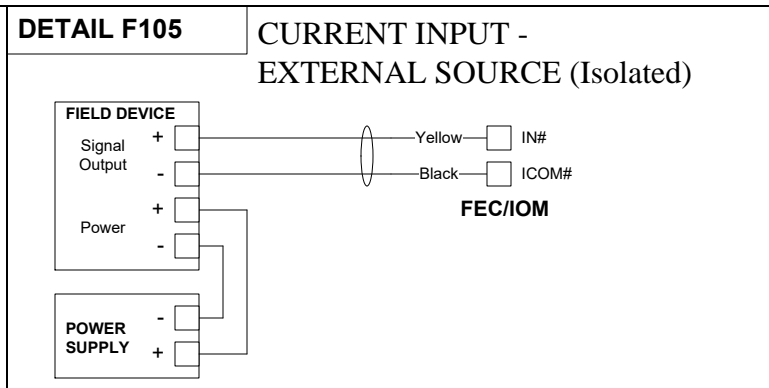 DETAIL F105
CURRENT INPUT -
EXTERNAL SOURCE (Isolated)
FIELD DEVICE
Signal
Output
+
-
Yellow
IN#
Black
ICOM#
FEC/IOM
Power
+
-
POWER
SUPPLY
-
+